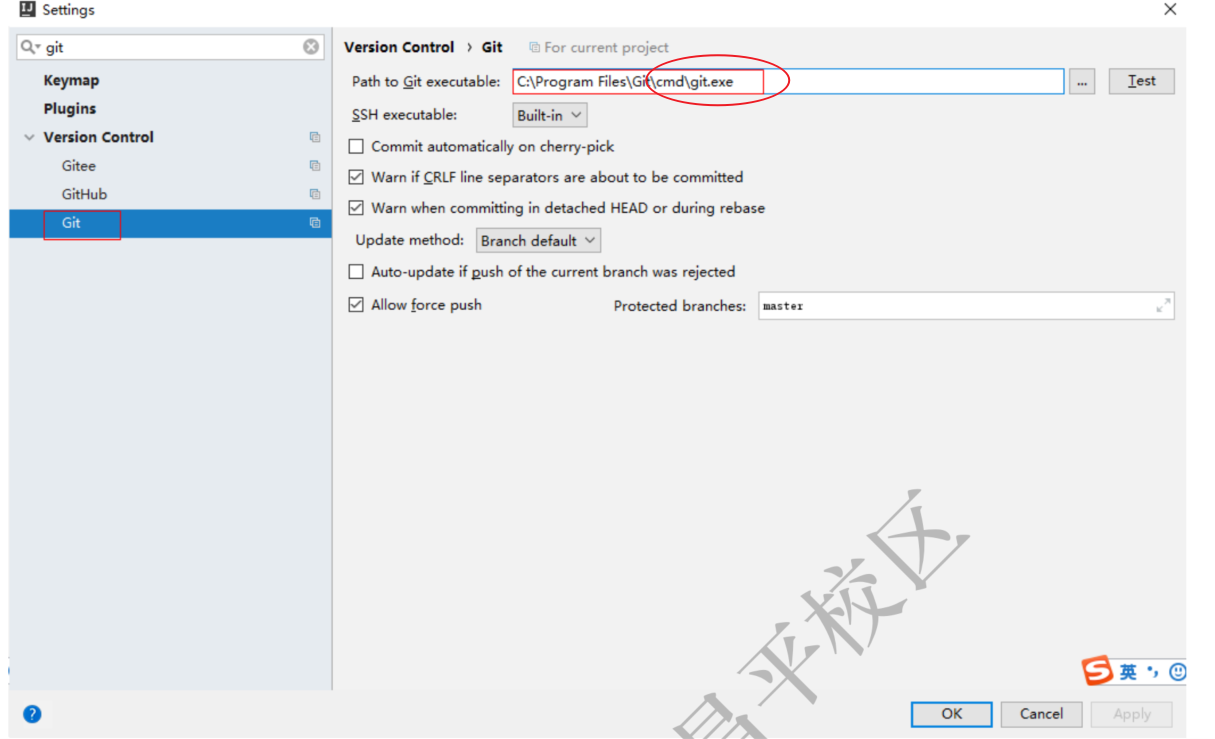 Settings
git
Keymap
Plugins
Version Control
Gitee
GitHub
Git
Version Control › Git For current project
Path to Git executable: C:\Program Files\Git\cmd\git.exe ... Test
SSH executable: Built-in
Commit automatically on cherry-pick
Warn if CRLF line separators are about to be committed
Warn when committing in detached HEAD or during rebase
Update method: Branch default
Auto-update if push of the current branch was rejected
Allow force push Protected branches: master
昌平校区
英
OK Cancel Apply